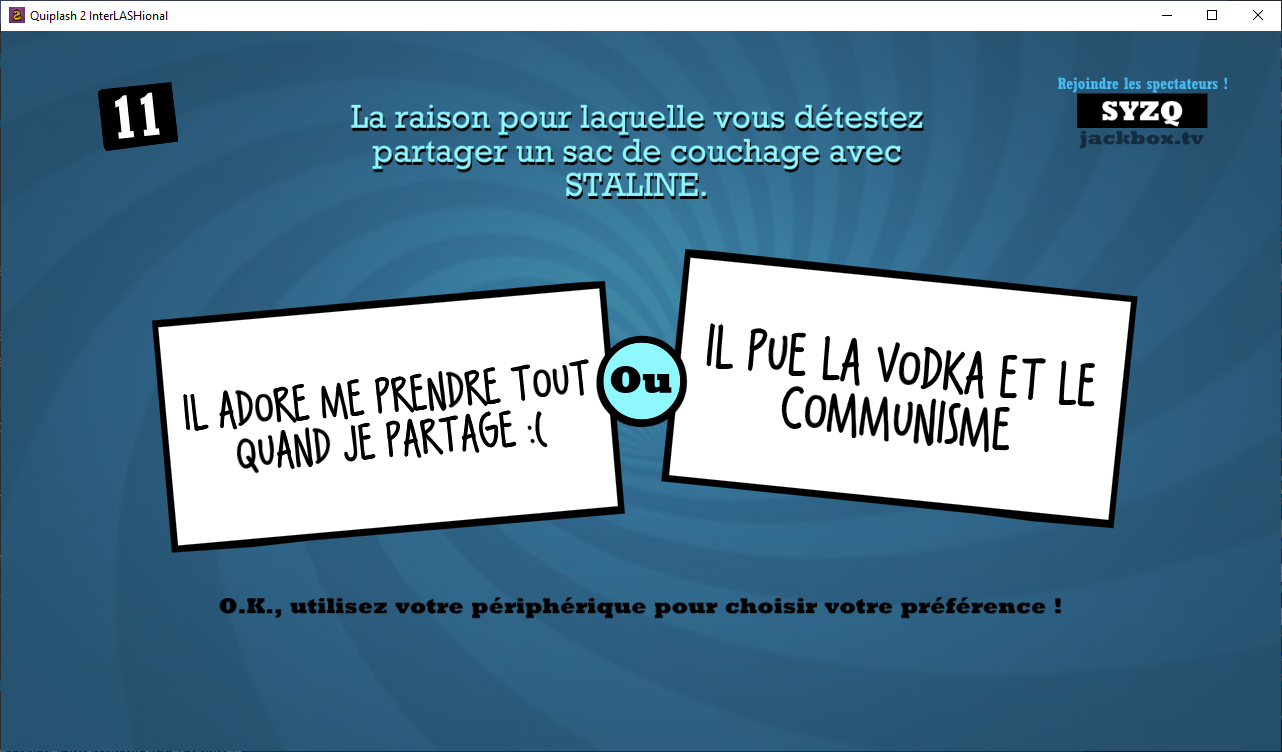 Quiplash 2 InterLASHional
11
Rejoindre les spectateurs !
SYZQ
jackbox.tv
La raison pour laquelle vous détestez
partager un sac de couchage avec
STALINE.
IL ADORE ME PRENDRE TOUT
QUAND JE PARTAGE :(
Ou
IL PUE LA VODKA ET LE
COMMUNISME
O.K., utilisez votre périphérique pour choisir votre préférence !